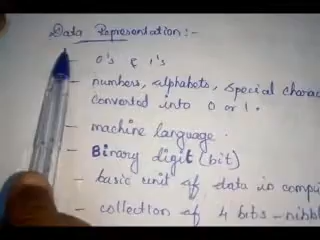 Data Representation :-
- 0's & 1's
- numbers, alphabets, special charac
converted into 0 or 1.
- machine language.
- Binary digit (bit)
- basic unit of data in compu
- collection of 4 bits - nibbl